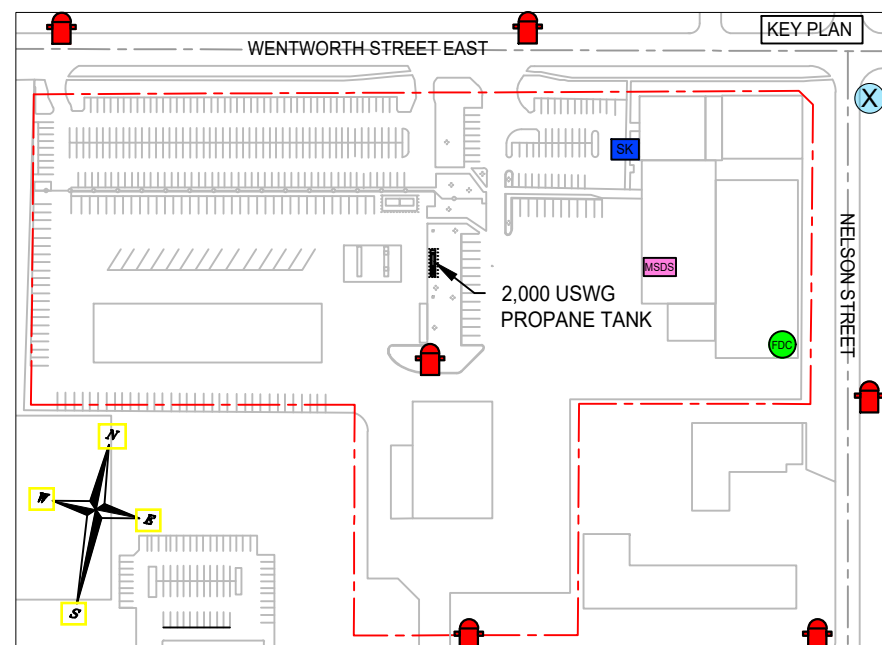 KEY PLAN
WENTWORTH STREET EAST
X
SK
NELSON STREET
MSDS
2,000 USWG
PROPANE TANK
FDC
N
W
E
S